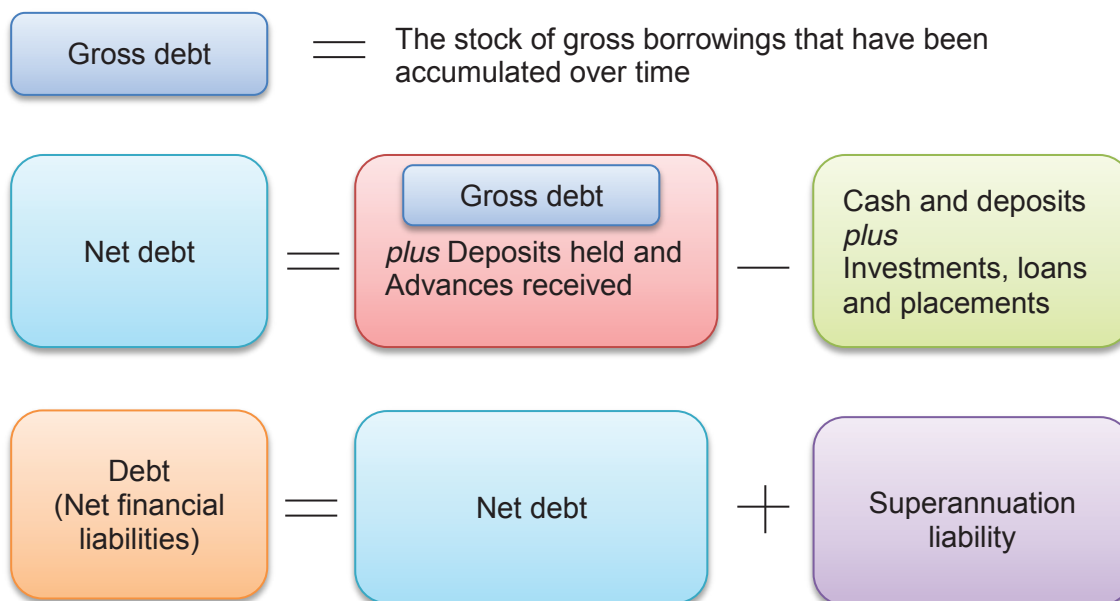 Gross debt
The stock of gross borrowings that have been
accumulated over time
Net debt
Gross debt
plus Deposits held and
Advances received
Cash and deposits
plus
Investments, loans
and placements
Debt
(Net financial
liabilities)
Net debt
Superannuation
liability